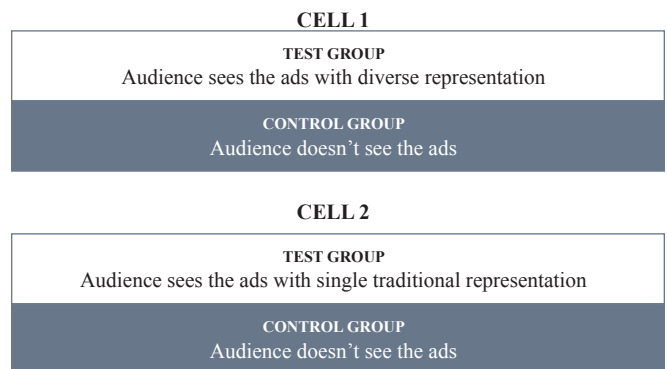 CELL 1
TEST GROUP
Audience sees the ads with diverse representation
CONTROL GROUP
Audience doesn’t see the ads
CELL 2
TEST GROUP
Audience sees the ads with single traditional representation
CONTROL GROUP
Audience doesn’t see the ads